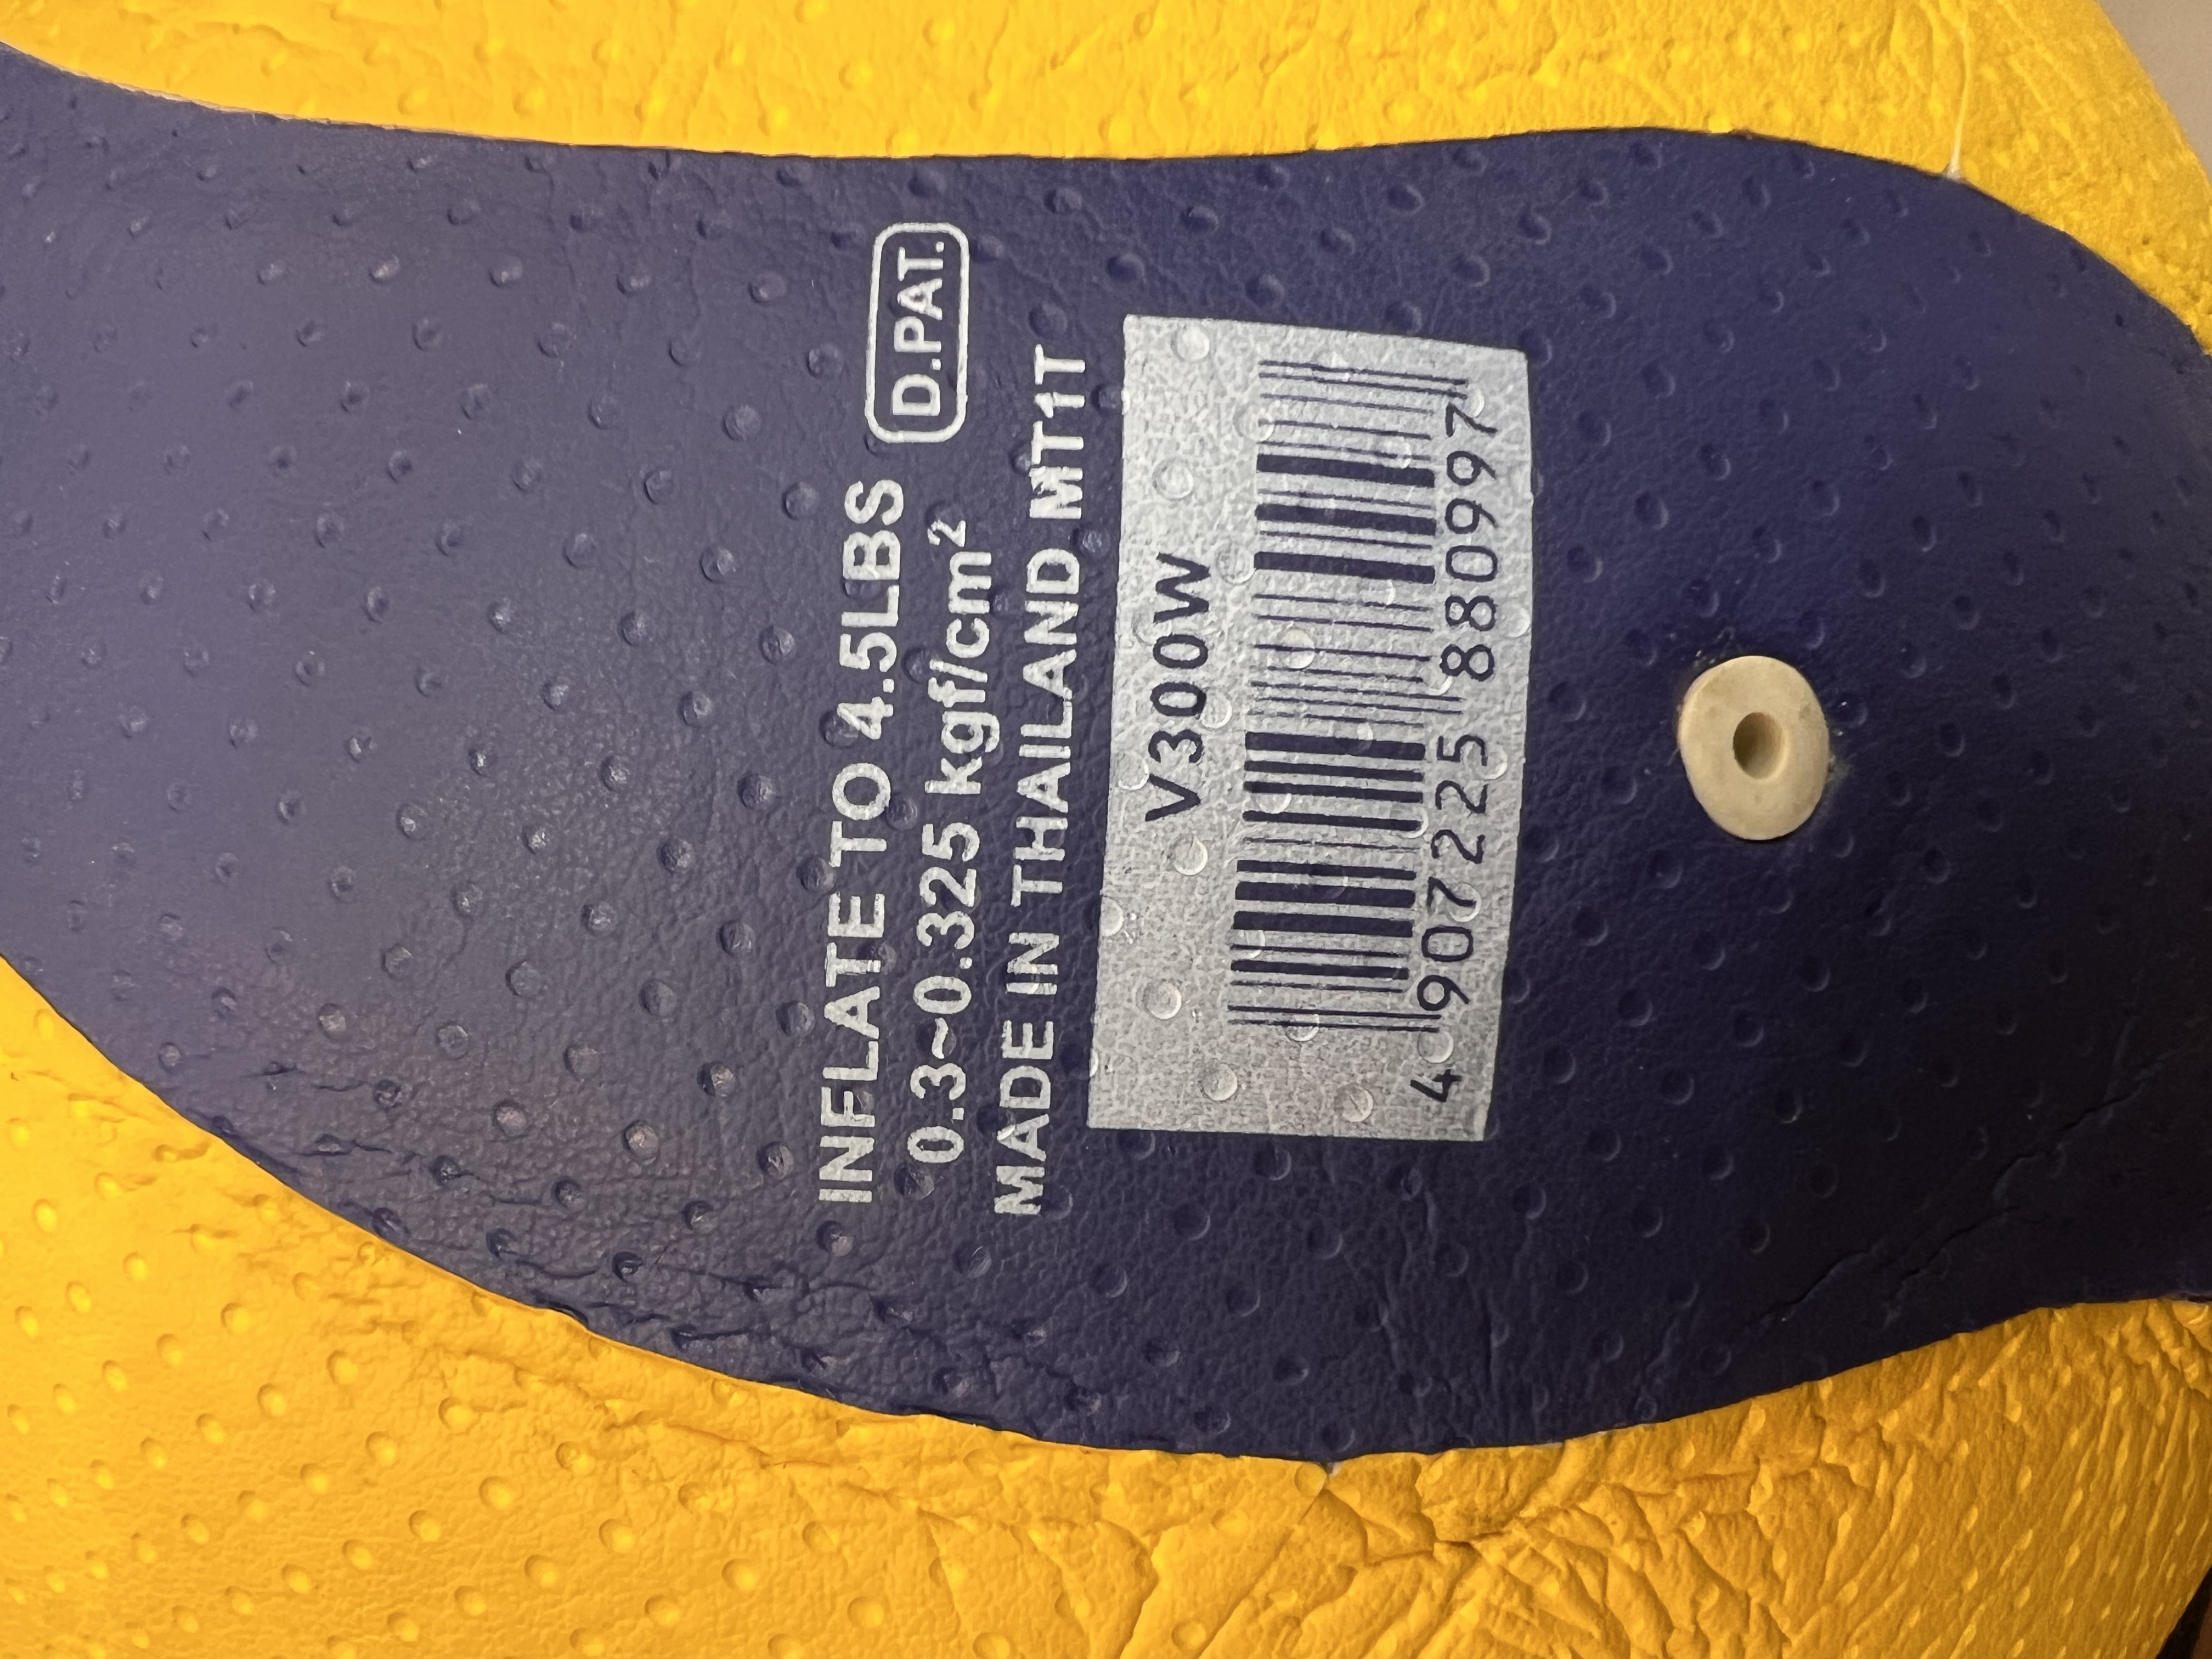 INFLATE TO 4.5LBS
D.PAT.
0.3~0.325 kgf/cm²
MADE IN THAILAND MT1T
V300W
4 907225 880997